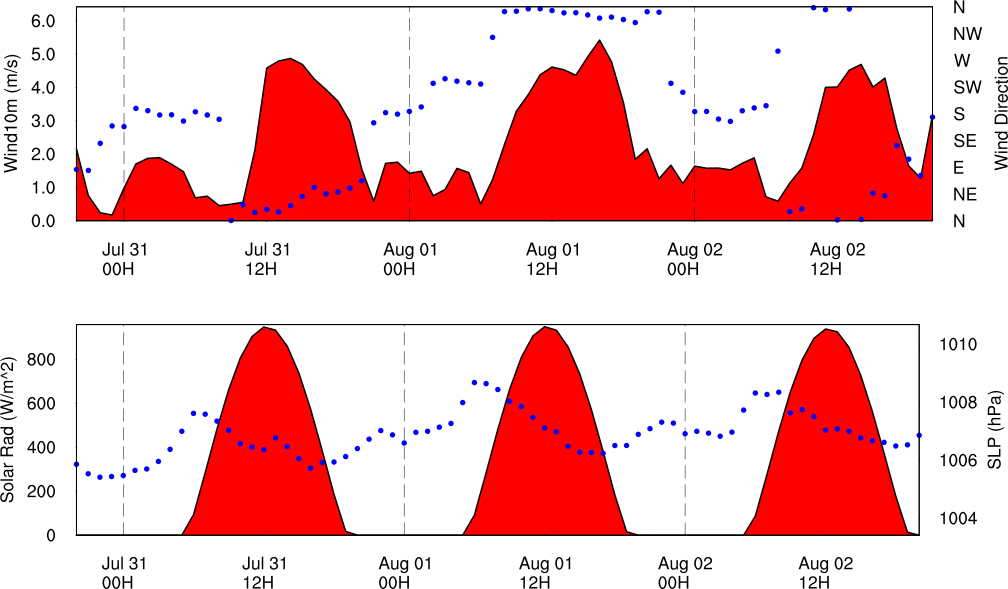 6.0
5.0
4.0
3.0
2.0
1.0
0.0
Wind10m (m/s)
N
NW
W
SW
S
SE
E
NE
N
Wind Direction
Jul 31 Jul 31 Aug 01 Aug 01 Aug 02 Aug 02
00H 12H 00H 12H 00H 12H
800
600
400
200
0
Solar Rad (W/m^2)
1010
1008
1006
1004
SLP (hPa)
Jul 31 Jul 31 Aug 01 Aug 01 Aug 02 Aug 02
00H 12H 00H 12H 00H 12H